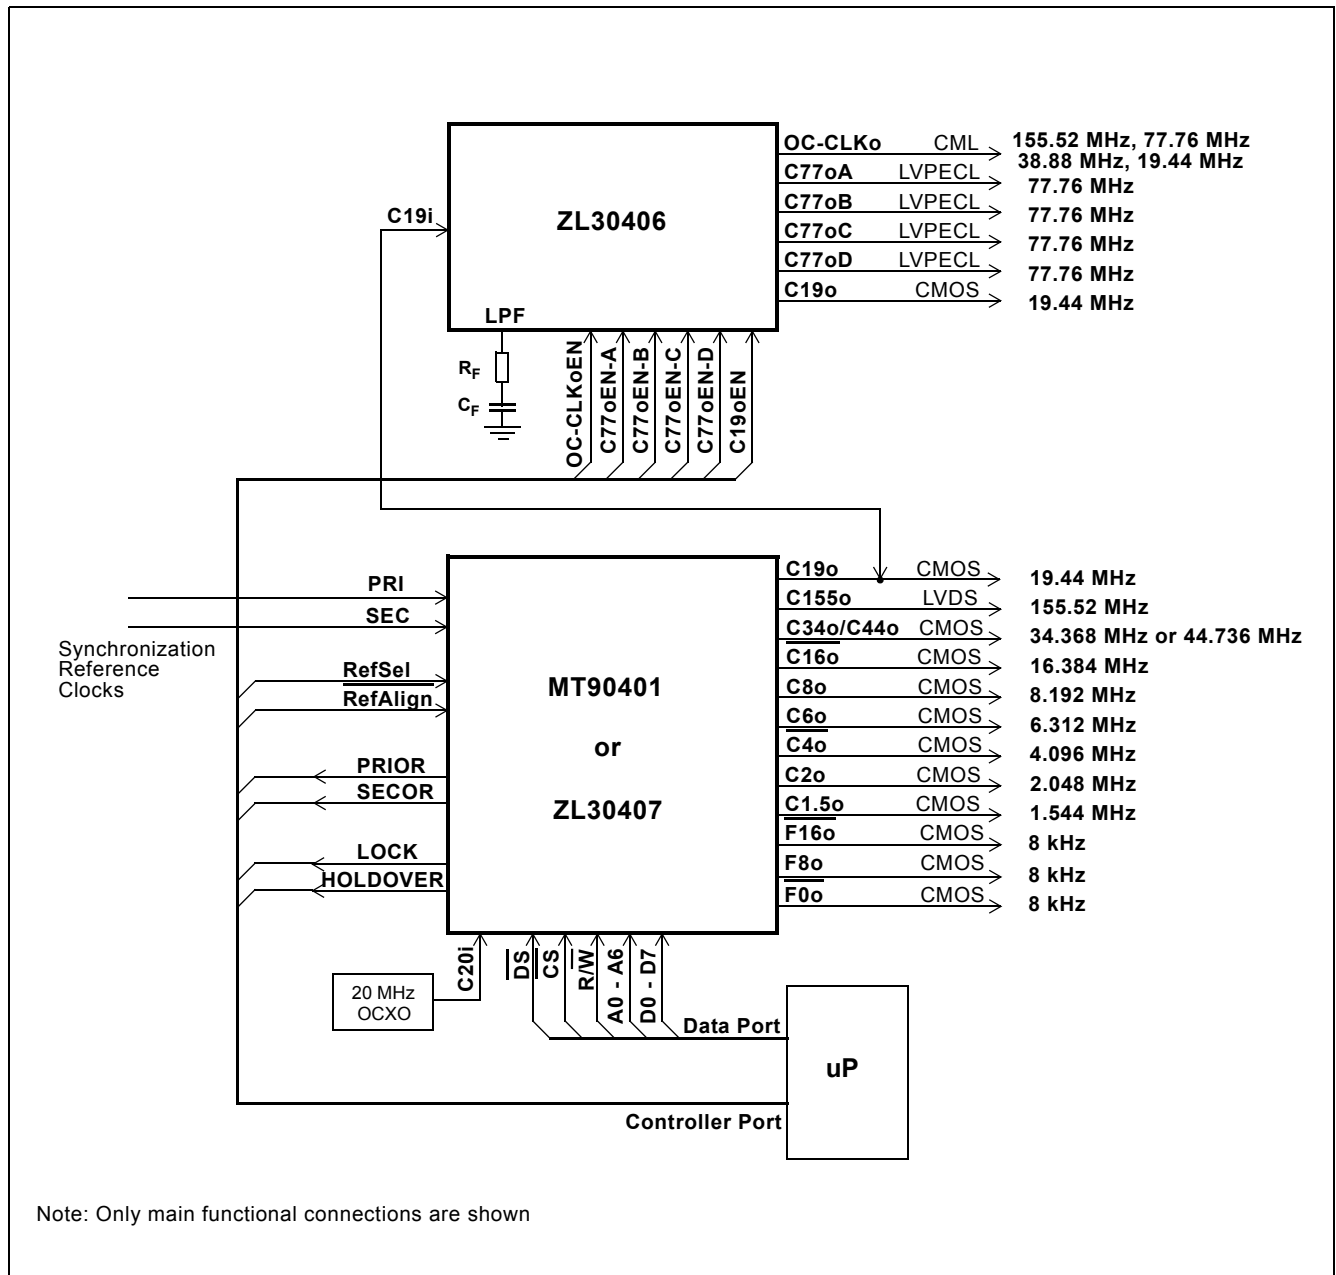 OC-CLKo CML 155.52 MHz, 77.76 MHz
38.88 MHz, 19.44 MHz
C77oA LVPECL 77.76 MHz
C77oB LVPECL 77.76 MHz
C19i
ZL30406
C77oC LVPECL 77.76 MHz
C77oD LVPECL 77.76 MHz
C19o CMOS 19.44 MHz
LPF
RF
CF
OC-CLKoEN
C77oEN-A
C77oEN-B
C77oEN-C
C77oEN-D
C19oEN
C19o CMOS 19.44 MHz
C155o LVDS 155.52 MHz
C34o/C44o CMOS 34.368 MHz or 44.736 MHz
C16o CMOS 16.384 MHz
C8o CMOS 8.192 MHz
C6o CMOS 6.312 MHz
C4o CMOS 4.096 MHz
C2o CMOS 2.048 MHz
C1.5o CMOS 1.544 MHz
F16o CMOS 8 kHz
F8o CMOS 8 kHz
F0o CMOS 8 kHz
PRI
SEC
Synchronization
Reference
Clocks
RefSel
RefAlign
MT90401
or
ZL30407
PRIOR
SECOR
LOCK
HOLDOVER
C20i
DS
CS
R/W
A0 - A6
D0 - D7
20 MHz
OCXO
Data Port
uP
Controller Port
Note: Only main functional connections are shown